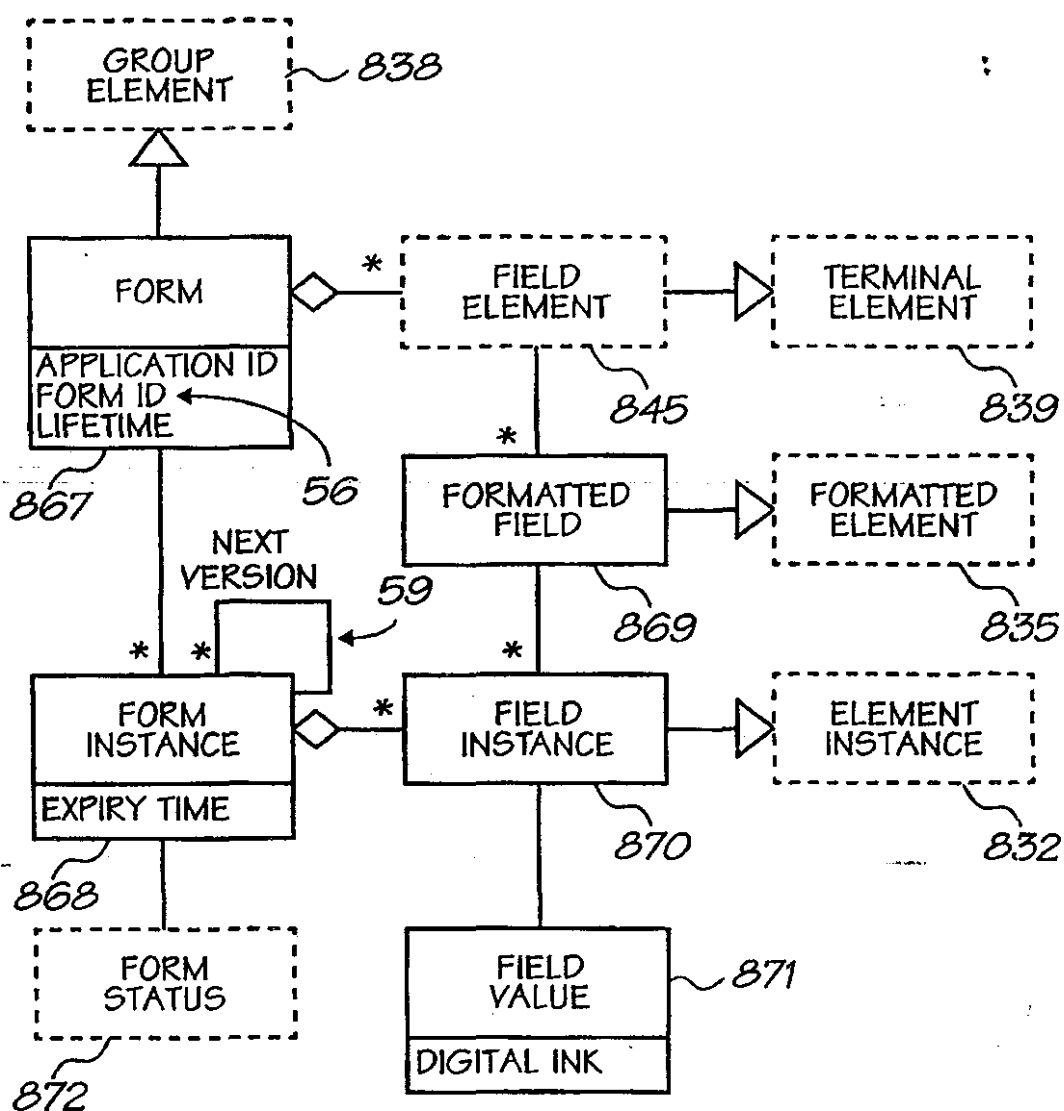 GROUP
ELEMENT
838
FORM
*
FIELD
ELEMENT
TERMINAL
ELEMENT
APPLICATION ID
FORM ID
LIFETIME
845
839
867
56
*
FORMATTED
FIELD
FORMATTED
ELEMENT
NEXT
VERSION
59
869
835
*
*
*
FORM
INSTANCE
*
FIELD
INSTANCE
ELEMENT
INSTANCE
EXPIRY TIME
870
832
868
FORM
STATUS
FIELD
VALUE
871
872
DIGITAL INK